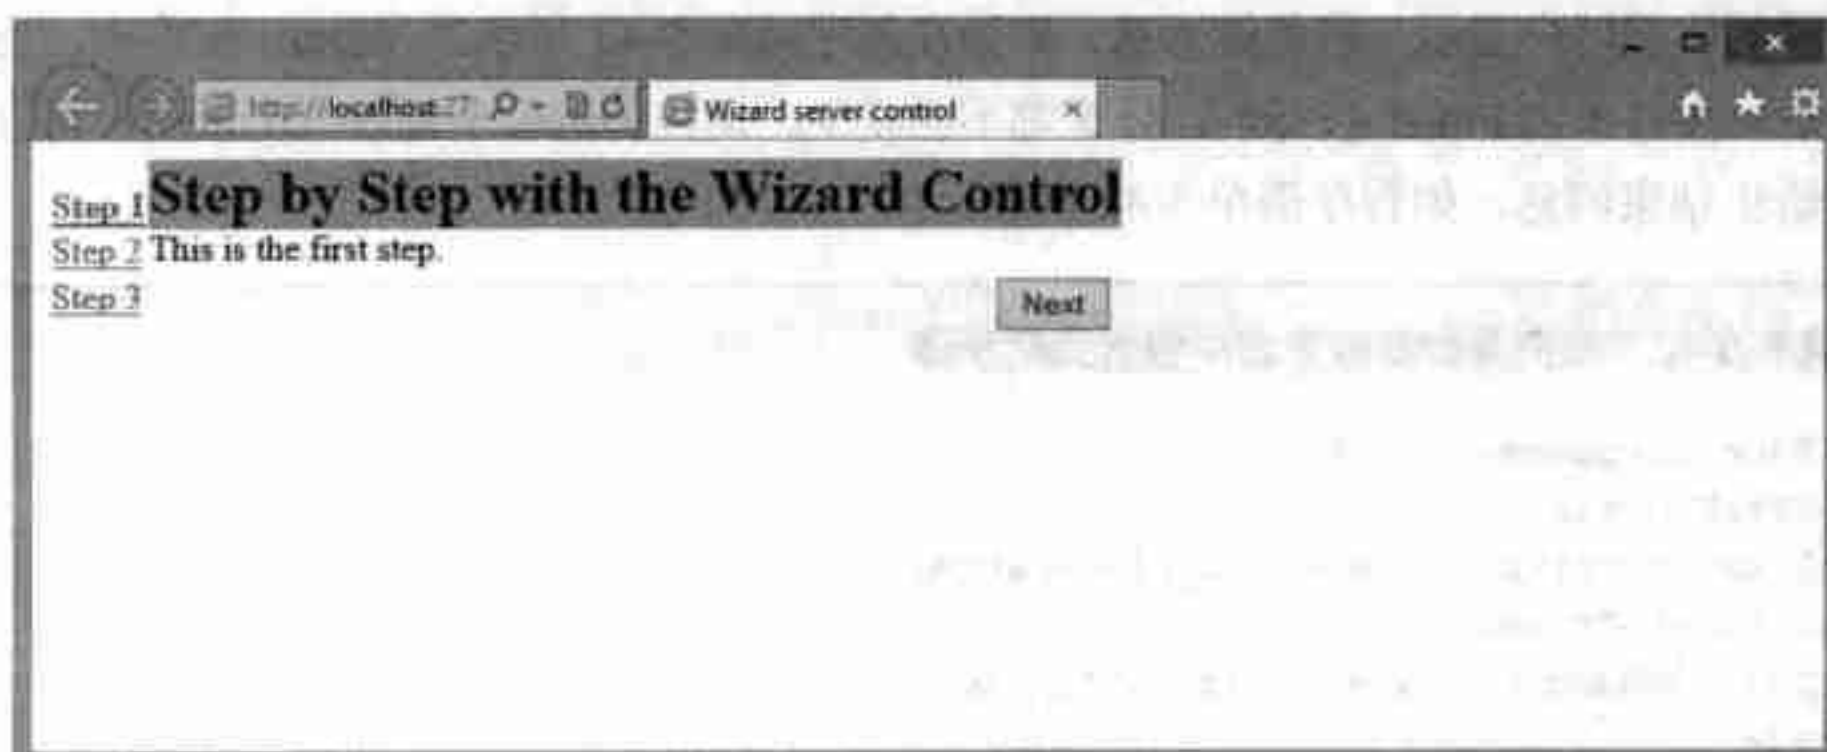 http://localhost:77 Wizard server control
Step 1 Step by Step with the Wizard Control
Step 2 This is the first step.
Step 3 Next